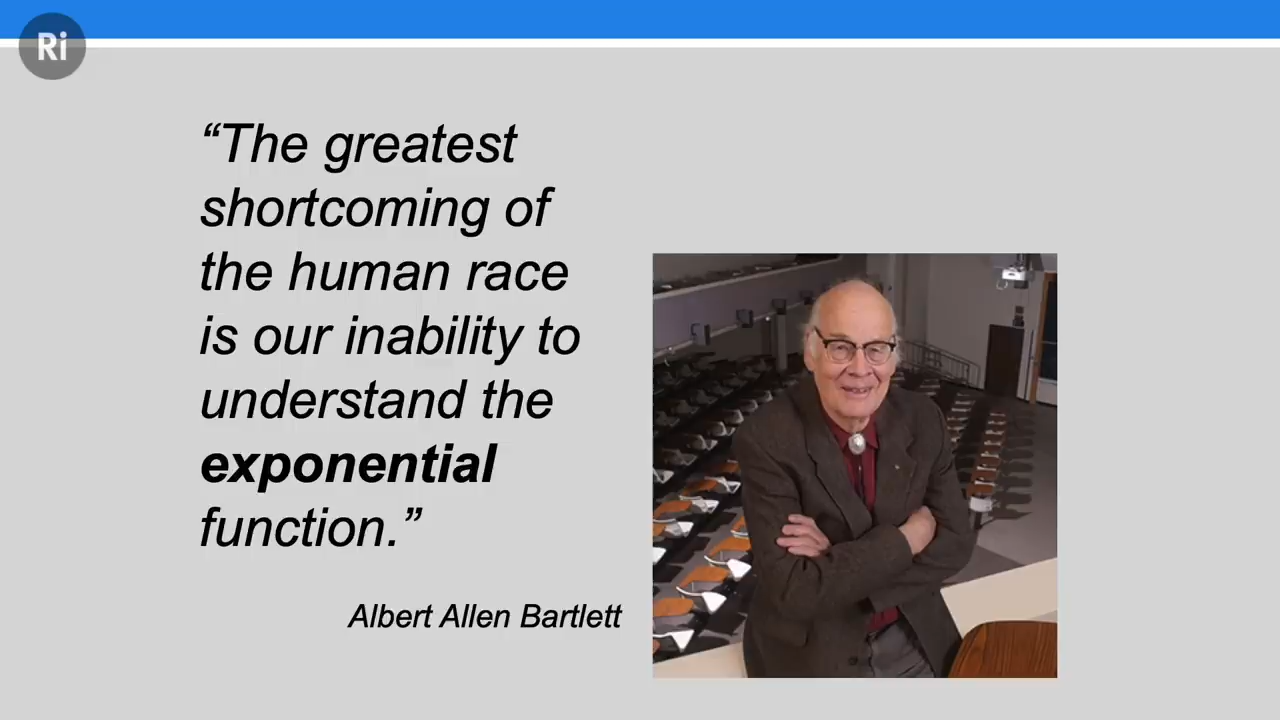 Ri
“The greatest
shortcoming of
the human race
is our inability to
understand the
exponential
function.”
Albert Allen Bartlett